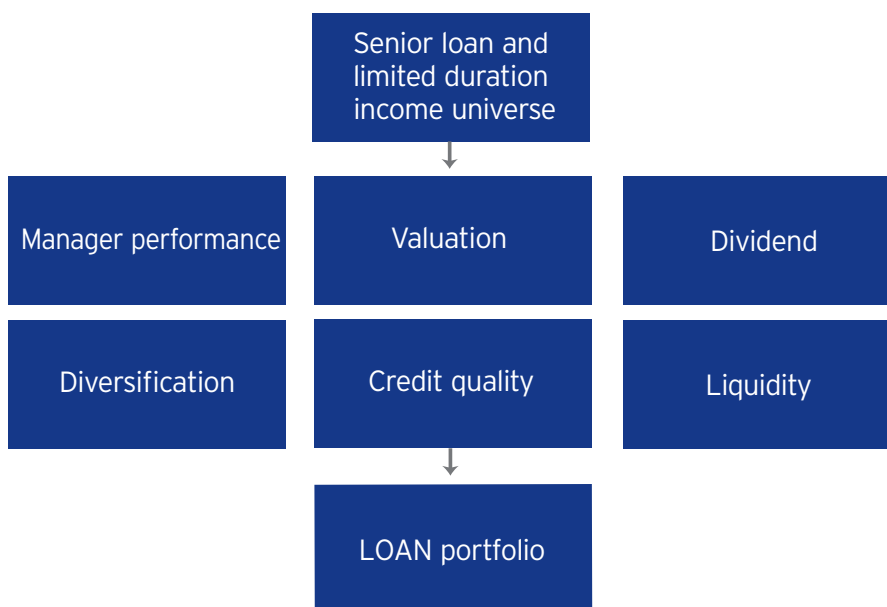 Senior loan and
limited duration
income universe
Manager performance
Valuation
Dividend
Diversification
Credit quality
Liquidity
LOAN portfolio